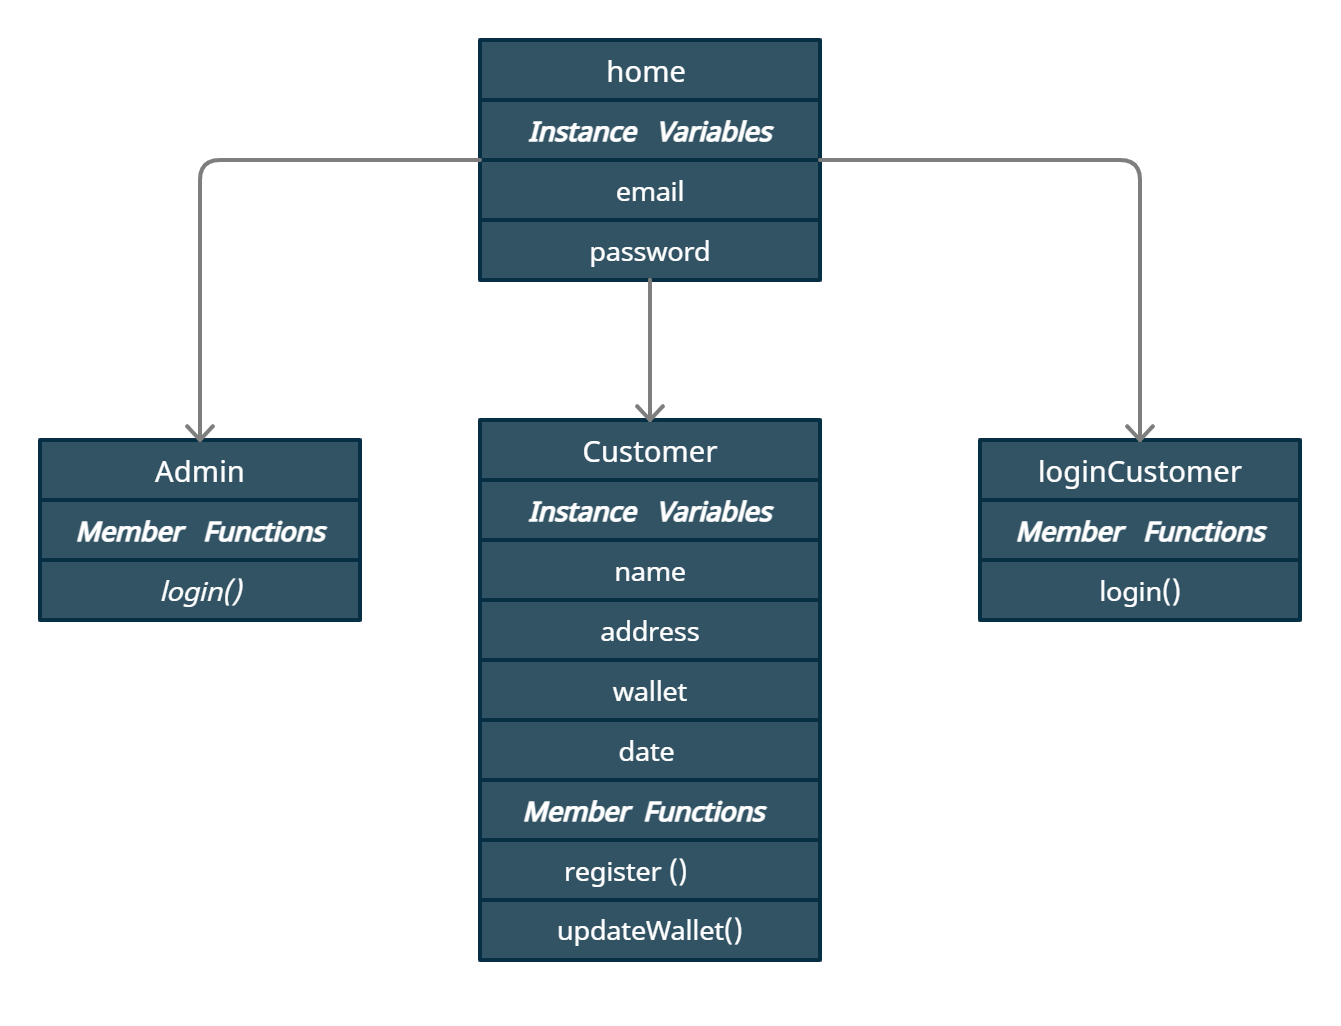 home
Instance Variables
email
password
Admin
Member Functions
login()
Customer
Instance Variables
name
address
wallet
date
Member Functions
register ()
updateWallet()
loginCustomer
Member Functions
login()